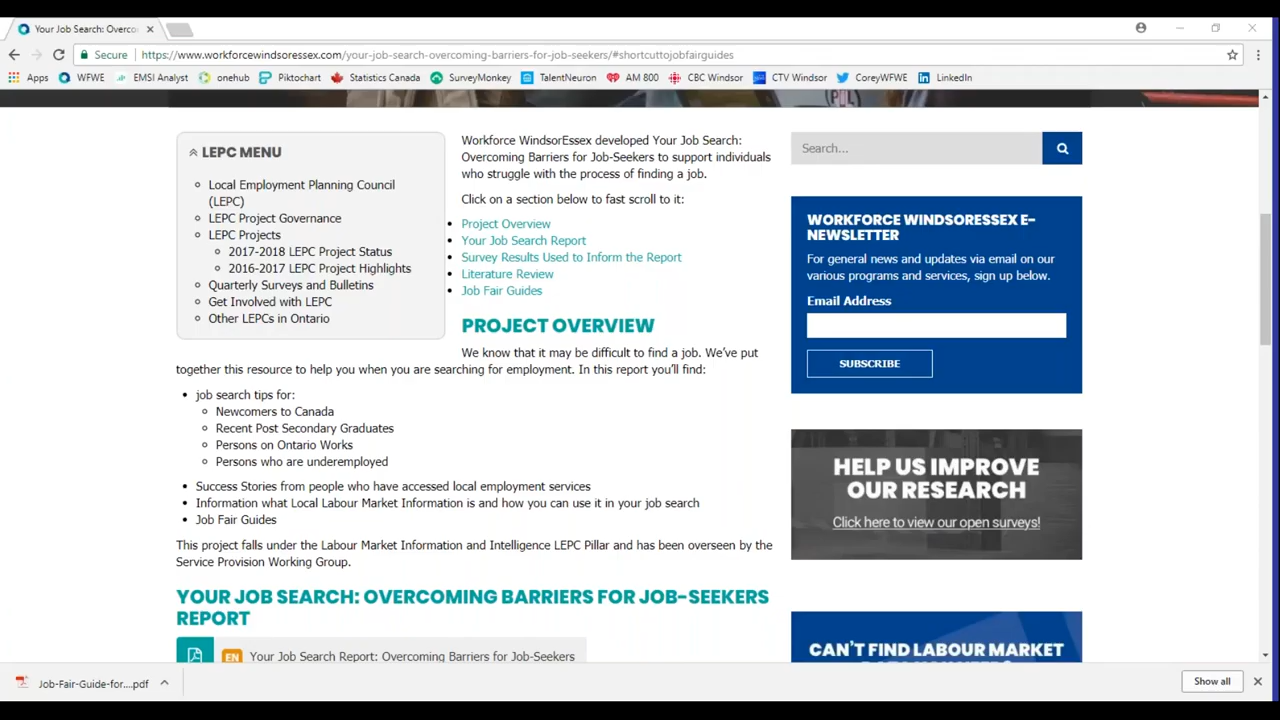 Your Job Search: Overco
Secure
https://www.workforcewindsoressex.com/your-job-search-overcoming-barriers-for-job-seekers/#shortcuttojobfairguides
Apps
WFWE
EMSI Analyst
onehub
Piktochart
Statistics Canada
SurveyMonkey
TalentNeuron
AM 800
CBC Windsor
CTV Windsor
CoreyWFWE
LinkedIn
LEPC MENU
Local Employment Planning Council
(LEPC)
LEPC Project Governance
LEPC Projects
2017-2018 LEPC Project Status
2016-2017 LEPC Project Highlights
Quarterly Surveys and Bulletins
Get Involved with LEPC
Other LEPCs in Ontario
Workforce WindsorEssex developed Your Job Search:
Overcoming Barriers for Job-Seekers to support individuals
who struggle with the process of finding a job.
Click on a section below to fast scroll to it:
Project Overview
Your Job Search Report
Survey Results Used to Inform the Report
Literature Review
Job Fair Guides
PROJECT OVERVIEW
We know that it may be difficult to find a job. We've put
together this resource to help you when you are searching for employment. In this report you'll find:
job search tips for:
Newcomers to Canada
Recent Post Secondary Graduates
Persons on Ontario Works
Persons who are underemployed
Success Stories from people who have accessed local employment services
Information what Local Labour Market Information is and how you can use it in your job search
Job Fair Guides
This project falls under the Labour Market Information and Intelligence LEPC Pillar and has been overseen by the
Service Provision Working Group.
YOUR JOB SEARCH: OVERCOMING BARRIERS FOR JOB-SEEKERS
REPORT
EN
Your Job Search Report: Overcoming Barriers for Job-Seekers
Search...
WORKFORCE WINDSORESSEX E-
NEWSLETTER
For general news and updates via email on our
various programs and services, sign up below.
Email Address
SUBSCRIBE
HELP US IMPROVE
OUR RESEARCH
Click here to view our open surveys!
CAN'T FIND LABOUR MARKET
Job-Fair-Guide-for....pdf
Show all